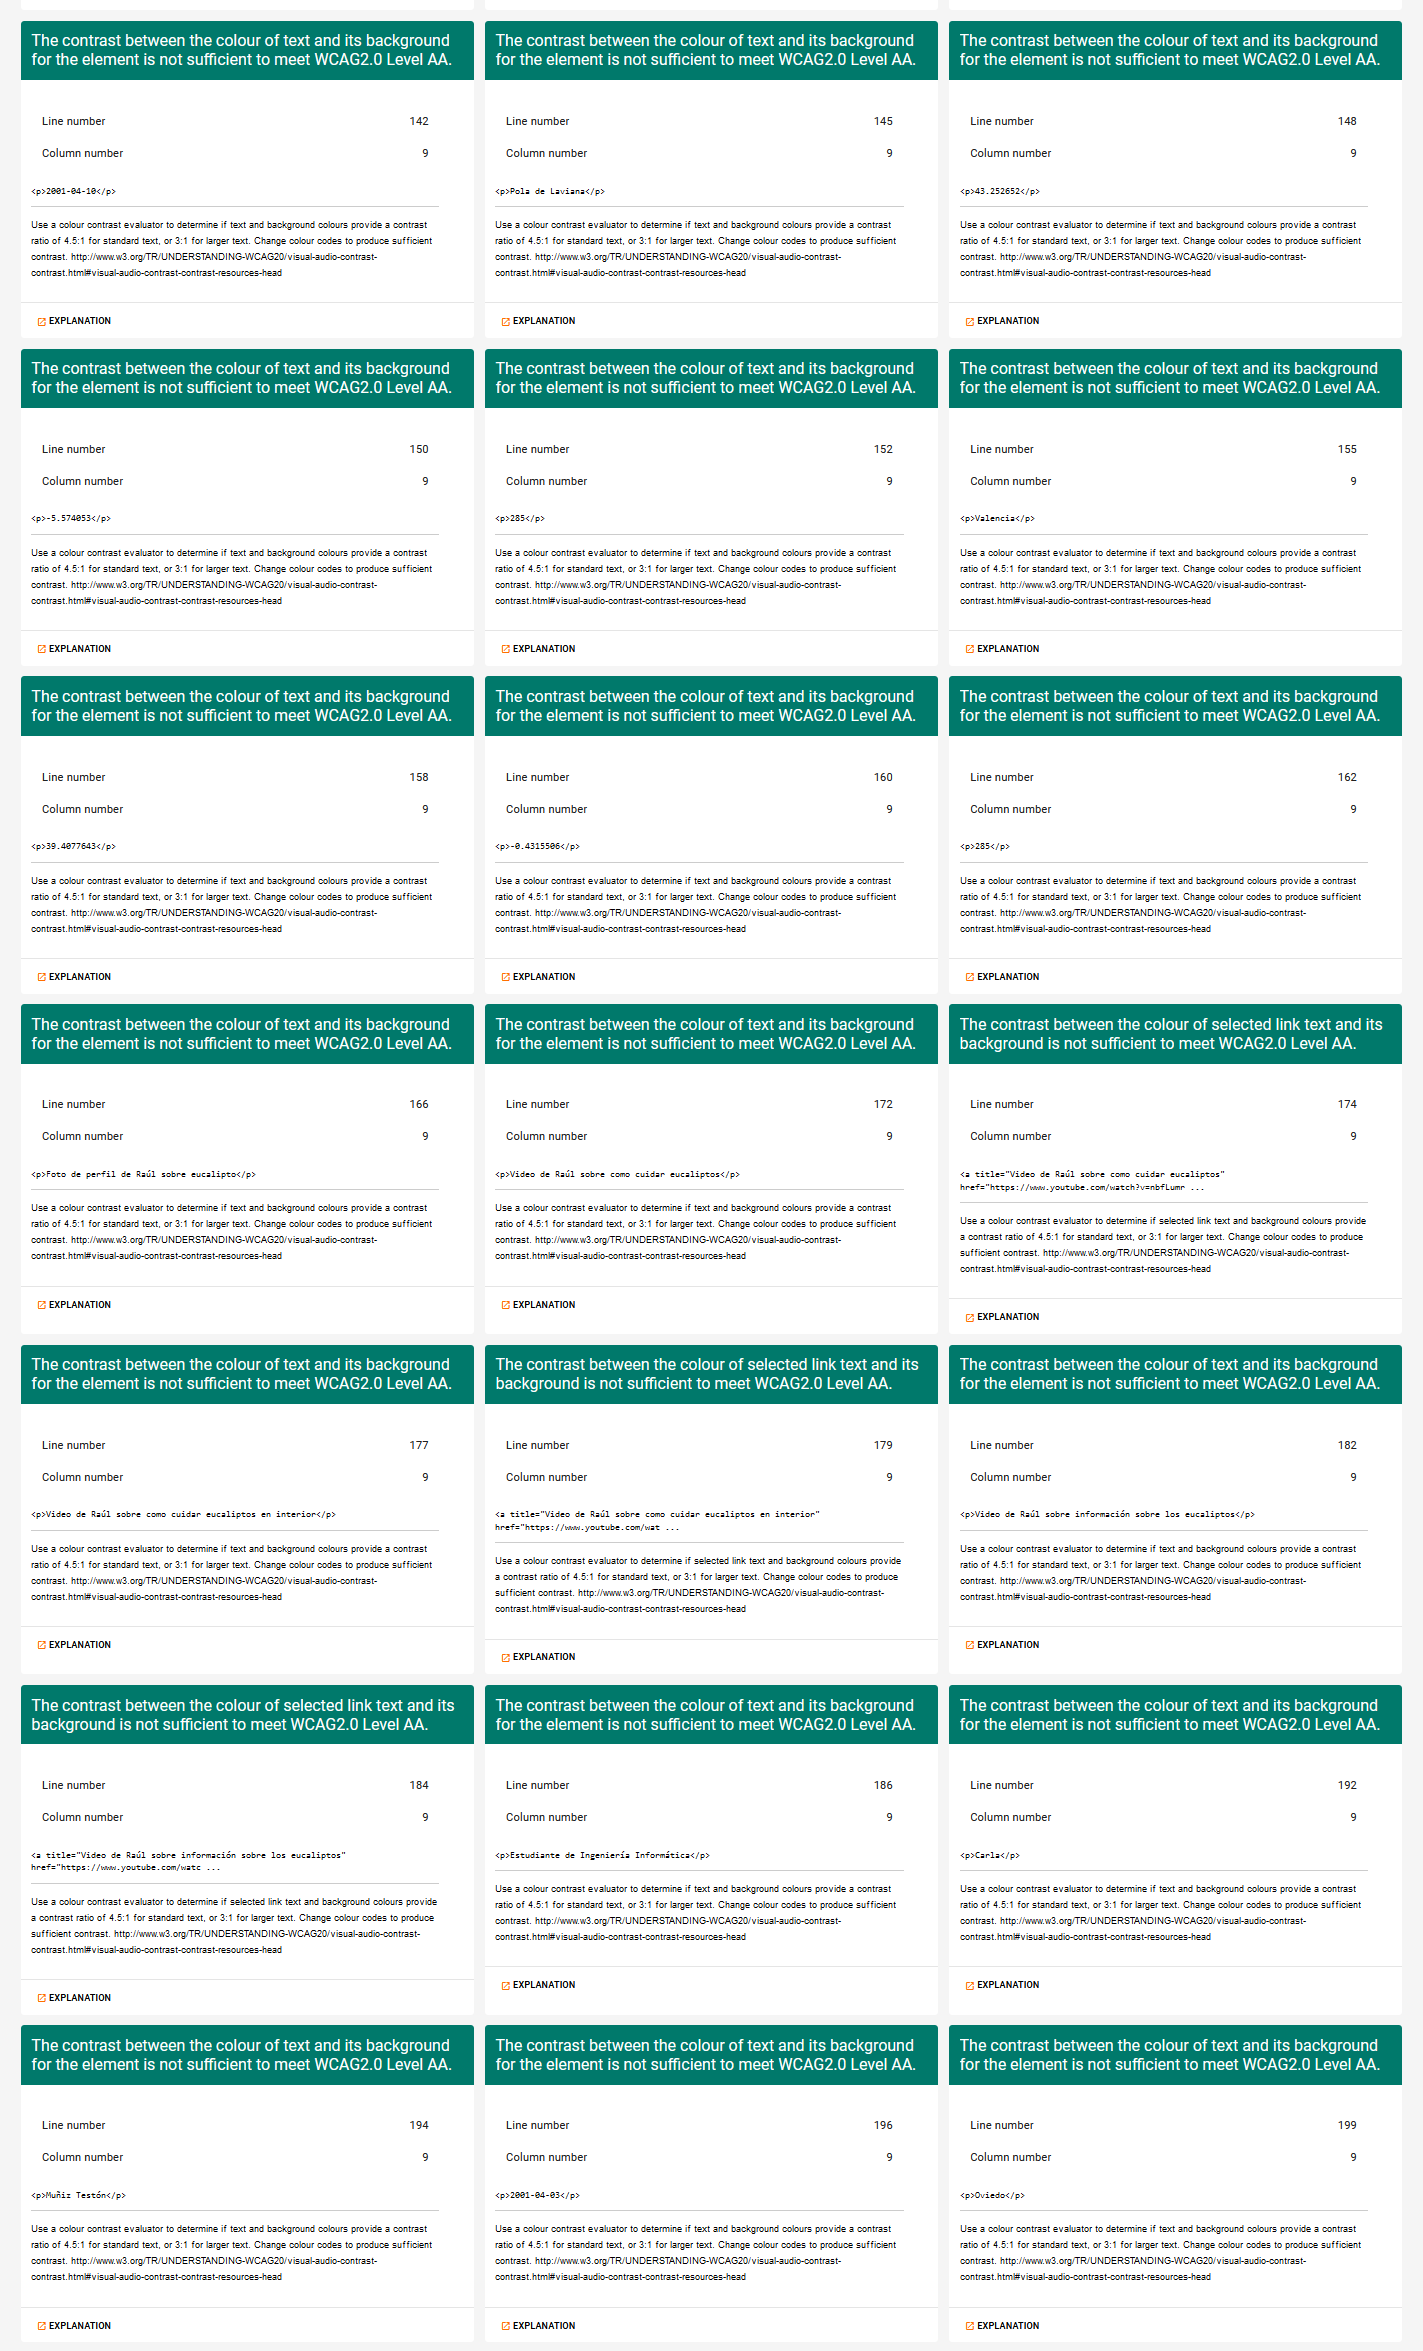 The contrast between the colour of text and its background
for the element is not sufficient to meet WCAG2.0 Level AA.
Line number 142
Column number 9
<p>2001-04-10</p>
Use a colour contrast evaluator to determine if text and background colours provide a contrast
ratio of 4.5:1 for standard text, or 3:1 for larger text. Change colour codes to produce sufficient
contrast. http://www.w3.org/TR/UNDERSTANDING-WCAG20/visual-audio-contrast-
contrast.html#visual-audio-contrast-contrast-resources-head
EXPLANATION
The contrast between the colour of text and its background
for the element is not sufficient to meet WCAG2.0 Level AA.
Line number 145
Column number 9
<p>Pola de Laviana</p>
Use a colour contrast evaluator to determine if text and background colours provide a contrast
ratio of 4.5:1 for standard text, or 3:1 for larger text. Change colour codes to produce sufficient
contrast. http://www.w3.org/TR/UNDERSTANDING-WCAG20/visual-audio-contrast-
contrast.html#visual-audio-contrast-contrast-resources-head
EXPLANATION
The contrast between the colour of text and its background
for the element is not sufficient to meet WCAG2.0 Level AA.
Line number 148
Column number 9
<p>43.252652</p>
Use a colour contrast evaluator to determine if text and background colours provide a contrast
ratio of 4.5:1 for standard text, or 3:1 for larger text. Change colour codes to produce sufficient
contrast. http://www.w3.org/TR/UNDERSTANDING-WCAG20/visual-audio-contrast-
contrast.html#visual-audio-contrast-contrast-resources-head
EXPLANATION
The contrast between the colour of text and its background
for the element is not sufficient to meet WCAG2.0 Level AA.
Line number 150
Column number 9
<p>-5.574053</p>
Use a colour contrast evaluator to determine if text and background colours provide a contrast
ratio of 4.5:1 for standard text, or 3:1 for larger text. Change colour codes to produce sufficient
contrast. http://www.w3.org/TR/UNDERSTANDING-WCAG20/visual-audio-contrast-
contrast.html#visual-audio-contrast-contrast-resources-head
EXPLANATION
The contrast between the colour of text and its background
for the element is not sufficient to meet WCAG2.0 Level AA.
Line number 152
Column number 9
<p>285</p>
Use a colour contrast evaluator to determine if text and background colours provide a contrast
ratio of 4.5:1 for standard text, or 3:1 for larger text. Change colour codes to produce sufficient
contrast. http://www.w3.org/TR/UNDERSTANDING-WCAG20/visual-audio-contrast-
contrast.html#visual-audio-contrast-contrast-resources-head
EXPLANATION
The contrast between the colour of text and its background
for the element is not sufficient to meet WCAG2.0 Level AA.
Line number 155
Column number 9
<p>Valencia</p>
Use a colour contrast evaluator to determine if text and background colours provide a contrast
ratio of 4.5:1 for standard text, or 3:1 for larger text. Change colour codes to produce sufficient
contrast. http://www.w3.org/TR/UNDERSTANDING-WCAG20/visual-audio-contrast-
contrast.html#visual-audio-contrast-contrast-resources-head
EXPLANATION
The contrast between the colour of text and its background
for the element is not sufficient to meet WCAG2.0 Level AA.
Line number 158
Column number 9
<p>39.4077643</p>
Use a colour contrast evaluator to determine if text and background colours provide a contrast
ratio of 4.5:1 for standard text, or 3:1 for larger text. Change colour codes to produce sufficient
contrast. http://www.w3.org/TR/UNDERSTANDING-WCAG20/visual-audio-contrast-
contrast.html#visual-audio-contrast-contrast-resources-head
EXPLANATION
The contrast between the colour of text and its background
for the element is not sufficient to meet WCAG2.0 Level AA.
Line number 160
Column number 9
<p>-0.4315506</p>
Use a colour contrast evaluator to determine if text and background colours provide a contrast
ratio of 4.5:1 for standard text, or 3:1 for larger text. Change colour codes to produce sufficient
contrast. http://www.w3.org/TR/UNDERSTANDING-WCAG20/visual-audio-contrast-
contrast.html#visual-audio-contrast-contrast-resources-head
EXPLANATION
The contrast between the colour of text and its background
for the element is not sufficient to meet WCAG2.0 Level AA.
Line number 162
Column number 9
<p>285</p>
Use a colour contrast evaluator to determine if text and background colours provide a contrast
ratio of 4.5:1 for standard text, or 3:1 for larger text. Change colour codes to produce sufficient
contrast. http://www.w3.org/TR/UNDERSTANDING-WCAG20/visual-audio-contrast-
contrast.html#visual-audio-contrast-contrast-resources-head
EXPLANATION
The contrast between the colour of text and its background
for the element is not sufficient to meet WCAG2.0 Level AA.
Line number 166
Column number 9
<p>Foto de perfil de Raúl sobre eucalipto</p>
Use a colour contrast evaluator to determine if text and background colours provide a contrast
ratio of 4.5:1 for standard text, or 3:1 for larger text. Change colour codes to produce sufficient
contrast. http://www.w3.org/TR/UNDERSTANDING-WCAG20/visual-audio-contrast-
contrast.html#visual-audio-contrast-contrast-resources-head
EXPLANATION
The contrast between the colour of text and its background
for the element is not sufficient to meet WCAG2.0 Level AA.
Line number 172
Column number 9
<p>Video de Raúl sobre como cuidar eucaliptos</p>
Use a colour contrast evaluator to determine if text and background colours provide a contrast
ratio of 4.5:1 for standard text, or 3:1 for larger text. Change colour codes to produce sufficient
contrast. http://www.w3.org/TR/UNDERSTANDING-WCAG20/visual-audio-contrast-
contrast.html#visual-audio-contrast-contrast-resources-head
EXPLANATION
The contrast between the colour of selected link text and its
background is not sufficient to meet WCAG2.0 Level AA.
Line number 174
Column number 9
<a title="Video de Raúl sobre como cuidar eucaliptos"
href="https://www.youtube.com/watch?v=nbfLumr ...
Use a colour contrast evaluator to determine if selected link text and background colours provide
a contrast ratio of 4.5:1 for standard text, or 3:1 for larger text. Change colour codes to produce
sufficient contrast. http://www.w3.org/TR/UNDERSTANDING-WCAG20/visual-audio-contrast-
contrast.html#visual-audio-contrast-contrast-resources-head
EXPLANATION
The contrast between the colour of text and its background
for the element is not sufficient to meet WCAG2.0 Level AA.
Line number 177
Column number 9
<p>Video de Raúl sobre como cuidar eucaliptos en interior</p>
Use a colour contrast evaluator to determine if text and background colours provide a contrast
ratio of 4.5:1 for standard text, or 3:1 for larger text. Change colour codes to produce sufficient
contrast. http://www.w3.org/TR/UNDERSTANDING-WCAG20/visual-audio-contrast-
contrast.html#visual-audio-contrast-contrast-resources-head
EXPLANATION
The contrast between the colour of selected link text and its
background is not sufficient to meet WCAG2.0 Level AA.
Line number 179
Column number 9
<a title="Video de Raúl sobre como cuidar eucaliptos en interior"
href="https://www.youtube.com/wat ...
Use a colour contrast evaluator to determine if selected link text and background colours provide
a contrast ratio of 4.5:1 for standard text, or 3:1 for larger text. Change colour codes to produce
sufficient contrast. http://www.w3.org/TR/UNDERSTANDING-WCAG20/visual-audio-contrast-
contrast.html#visual-audio-contrast-contrast-resources-head
EXPLANATION
The contrast between the colour of text and its background
for the element is not sufficient to meet WCAG2.0 Level AA.
Line number 182
Column number 9
<p>Video de Raúl sobre información sobre los eucaliptos</p>
Use a colour contrast evaluator to determine if text and background colours provide a contrast
ratio of 4.5:1 for standard text, or 3:1 for larger text. Change colour codes to produce sufficient
contrast. http://www.w3.org/TR/UNDERSTANDING-WCAG20/visual-audio-contrast-
contrast.html#visual-audio-contrast-contrast-resources-head
EXPLANATION
The contrast between the colour of selected link text and its
background is not sufficient to meet WCAG2.0 Level AA.
Line number 184
Column number 9
<a title="Video de Raúl sobre información sobre los eucaliptos"
href="https://www.youtube.com/watc ...
Use a colour contrast evaluator to determine if selected link text and background colours provide
a contrast ratio of 4.5:1 for standard text, or 3:1 for larger text. Change colour codes to produce
sufficient contrast. http://www.w3.org/TR/UNDERSTANDING-WCAG20/visual-audio-contrast-
contrast.html#visual-audio-contrast-contrast-resources-head
EXPLANATION
The contrast between the colour of text and its background
for the element is not sufficient to meet WCAG2.0 Level AA.
Line number 186
Column number 9
<p>Estudiante de Ingeniería Informática</p>
Use a colour contrast evaluator to determine if text and background colours provide a contrast
ratio of 4.5:1 for standard text, or 3:1 for larger text. Change colour codes to produce sufficient
contrast. http://www.w3.org/TR/UNDERSTANDING-WCAG20/visual-audio-contrast-
contrast.html#visual-audio-contrast-contrast-resources-head
EXPLANATION
The contrast between the colour of text and its background
for the element is not sufficient to meet WCAG2.0 Level AA.
Line number 192
Column number 9
<p>Carla</p>
Use a colour contrast evaluator to determine if text and background colours provide a contrast
ratio of 4.5:1 for standard text, or 3:1 for larger text. Change colour codes to produce sufficient
contrast. http://www.w3.org/TR/UNDERSTANDING-WCAG20/visual-audio-contrast-
contrast.html#visual-audio-contrast-contrast-resources-head
EXPLANATION
The contrast between the colour of text and its background
for the element is not sufficient to meet WCAG2.0 Level AA.
Line number 194
Column number 9
<p>Muñiz Testón</p>
Use a colour contrast evaluator to determine if text and background colours provide a contrast
ratio of 4.5:1 for standard text, or 3:1 for larger text. Change colour codes to produce sufficient
contrast. http://www.w3.org/TR/UNDERSTANDING-WCAG20/visual-audio-contrast-
contrast.html#visual-audio-contrast-contrast-resources-head
EXPLANATION
The contrast between the colour of text and its background
for the element is not sufficient to meet WCAG2.0 Level AA.
Line number 196
Column number 9
<p>2001-04-03</p>
Use a colour contrast evaluator to determine if text and background colours provide a contrast
ratio of 4.5:1 for standard text, or 3:1 for larger text. Change colour codes to produce sufficient
contrast. http://www.w3.org/TR/UNDERSTANDING-WCAG20/visual-audio-contrast-
contrast.html#visual-audio-contrast-contrast-resources-head
EXPLANATION
The contrast between the colour of text and its background
for the element is not sufficient to meet WCAG2.0 Level AA.
Line number 199
Column number 9
<p>Oviedo</p>
Use a colour contrast evaluator to determine if text and background colours provide a contrast
ratio of 4.5:1 for standard text, or 3:1 for larger text. Change colour codes to produce sufficient
contrast. http://www.w3.org/TR/UNDERSTANDING-WCAG20/visual-audio-contrast-
contrast.html#visual-audio-contrast-contrast-resources-head
EXPLANATION